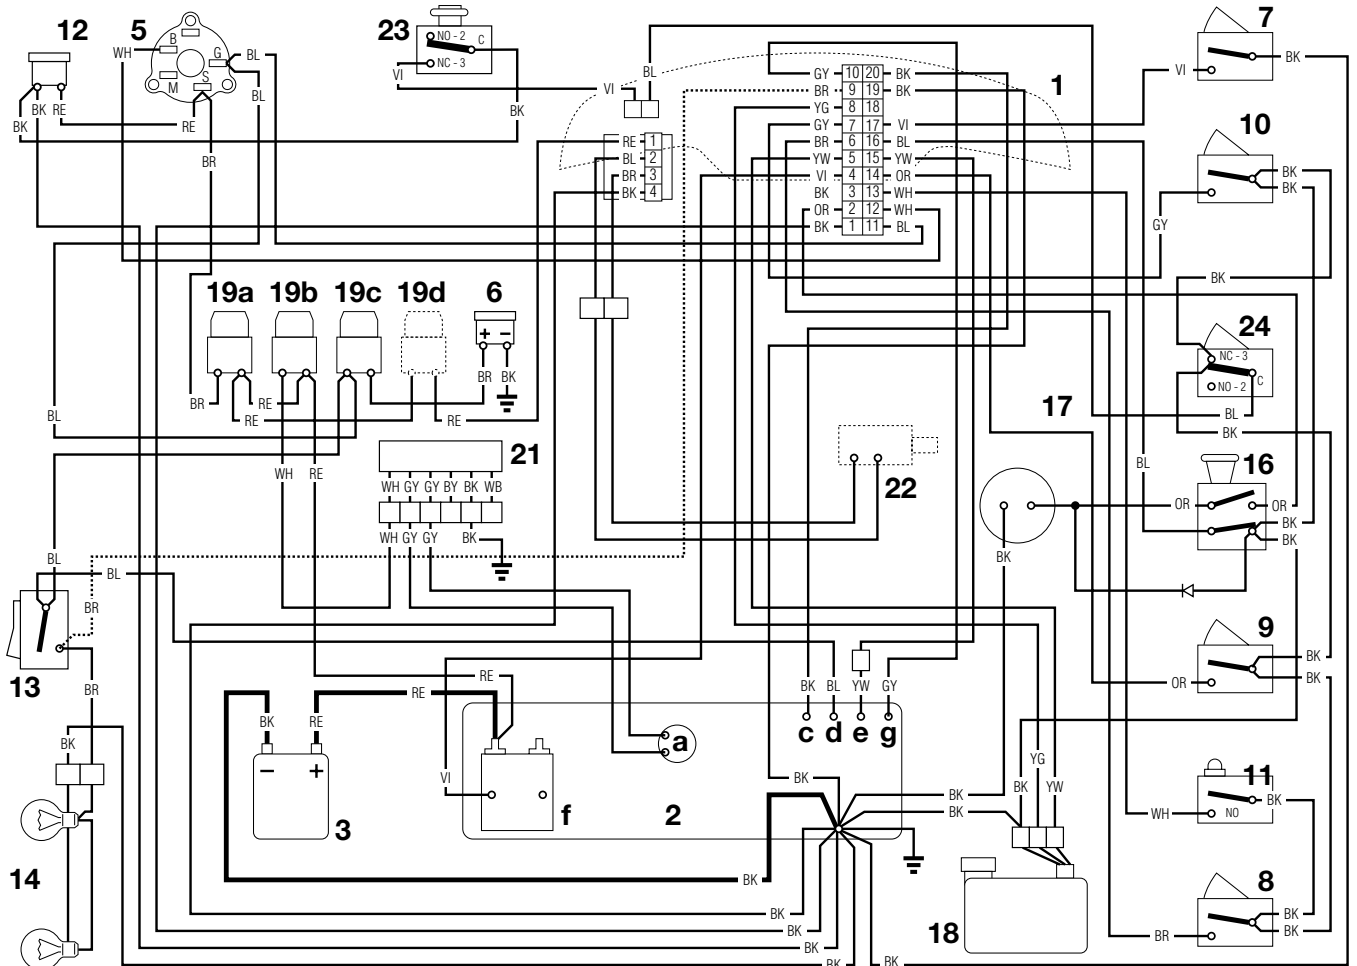 12
5
23
7
B
G
BL
WH
M
S
BL
BK
RE
BK
RE
BR
NO - 2
C
NC - 3
VI
BK
VI
BL
1
VI
BK
GY 10 20 BK
BR 9 19 BK
YG 8 18
GY 7 17 VI
BR 6 16 BL
YW 5 15 YW
VI 4 14 OR
BK 3 13 WH
OR 2 12 WH
BK 1 11 BL
RE 1
BL 2
BR 3
BK 4
10
BK
BK
GY
BK
19a
19b
19c
19d
6
+ −
BR
BK
BR
RE
RE
RE
BL
24
NC - 3
C
NO - 2
BL
BK
17
21
WH GY GY BY BK WB
WH GY GY BK
WH
RE
22
BL
16
OR
OR
BK
BK
BK
BL
BL
BR
13
BR
9
BK
BK
OR
RE
BK
RE
RE
− +
3
VI
f
a
2
BK BL YW GY
c d e g
BK
BK
BK
YG
BK
YW
11
BK
NO
WH
BK
14
BK
BK
BK
BK
BK
BK
18
8
BK
BK
BR